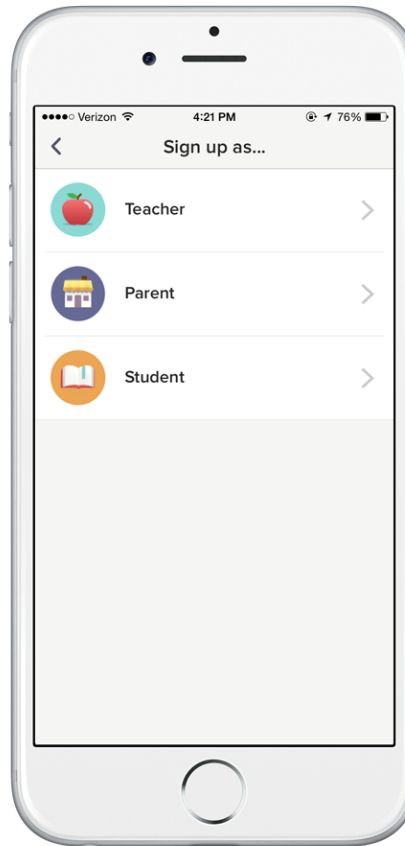 Verizon 4:21 PM 76%
Sign up as...
Teacher
Parent
Student